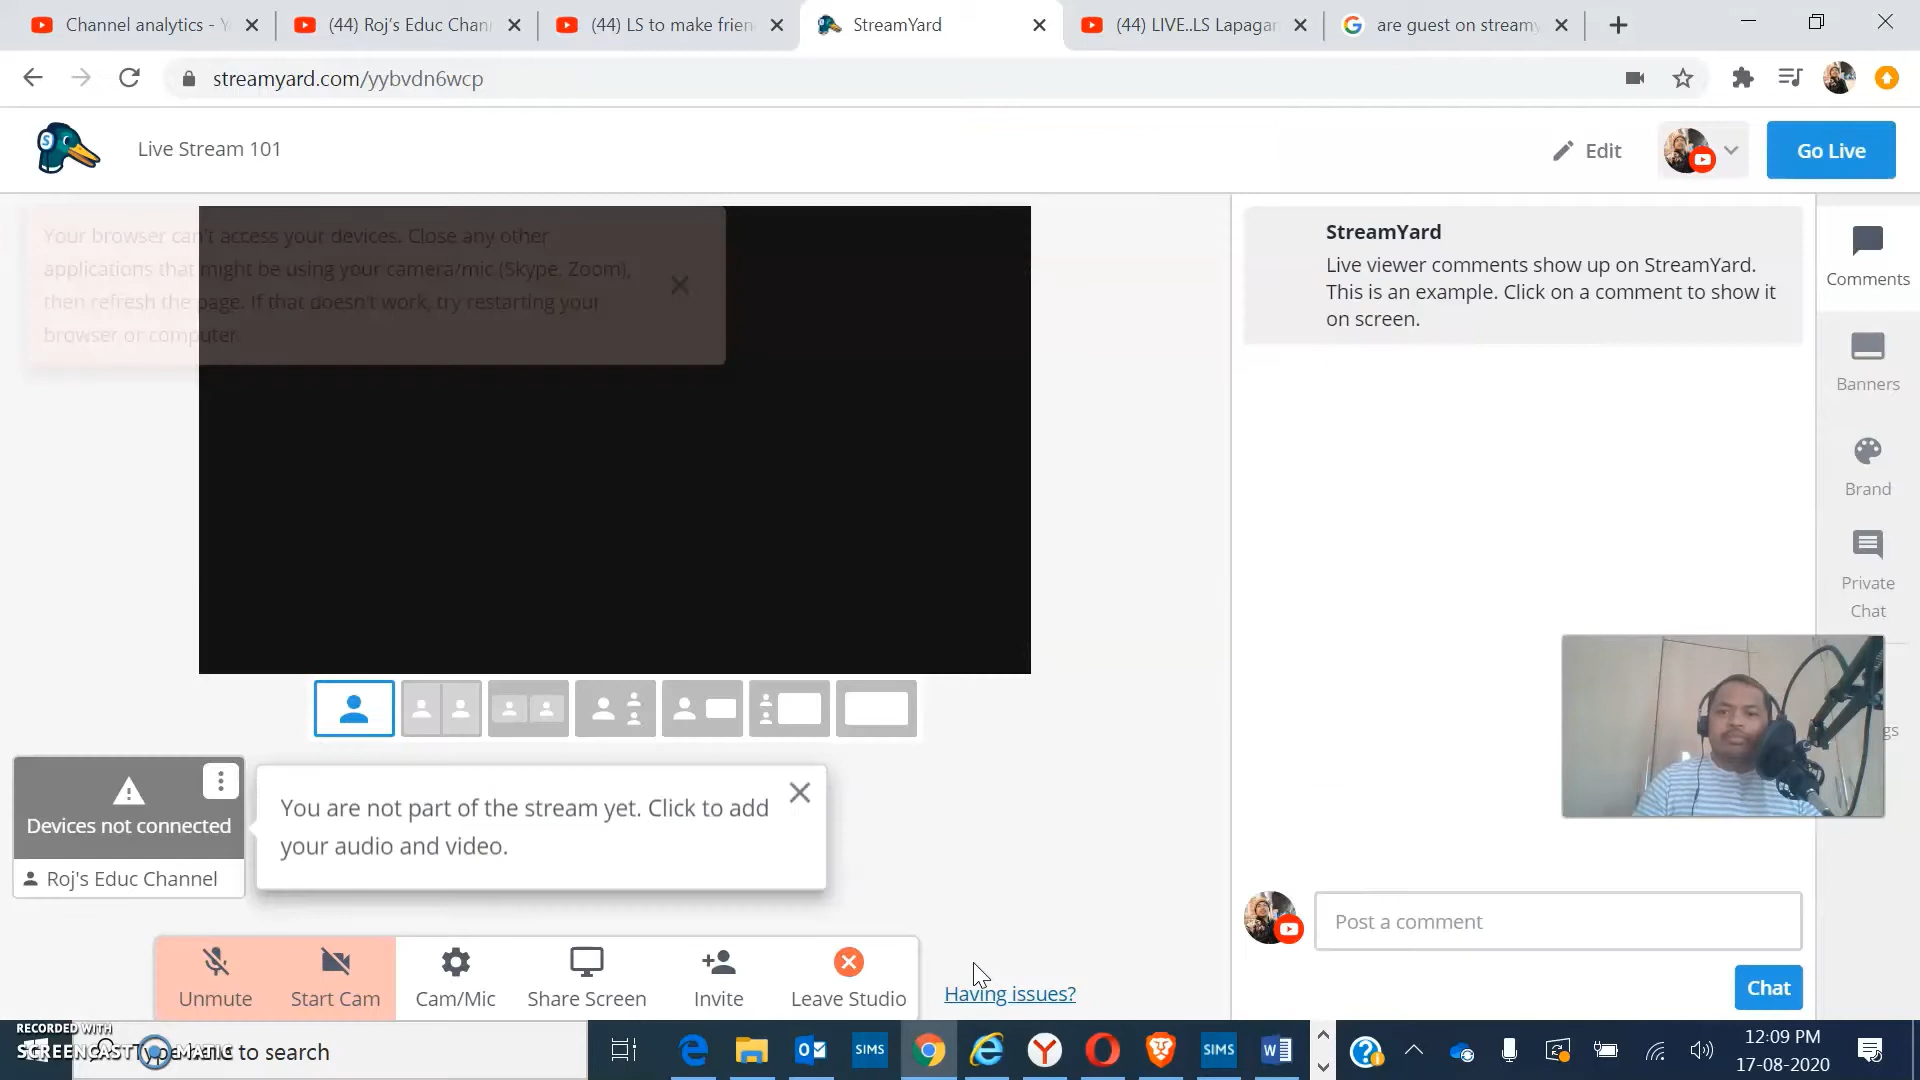 Channel analytics - Y
(44) Roj's Educ Chan
(44) LS to make frien
StreamYard
(44) LIVE..LS Lapagan
are guest on streamy
streamyard.com/yybvdn6wcp
Live Stream 101
Edit
Go Live
Your browser can't access your devices. Close any other
applications that might be using your camera/mic (Skype, Zoom),
then refresh the page. If that doesn't work, try restarting your
browser or computer.
StreamYard
Live viewer comments show up on StreamYard.
This is an example. Click on a comment to show it
on screen.
Comments
Banners
Brand
Private
Chat
gs
Devices not connected
Roj's Educ Channel
You are not part of the stream yet. Click to add
your audio and video.
Post a comment
Chat
Unmute
Start Cam
Cam/Mic
Share Screen
Invite
Leave Studio
Having issues?
RECORDED WITH
SCREENCAST MATIC
to search
SIMS
SIMS
12:09 PM
17-08-2020